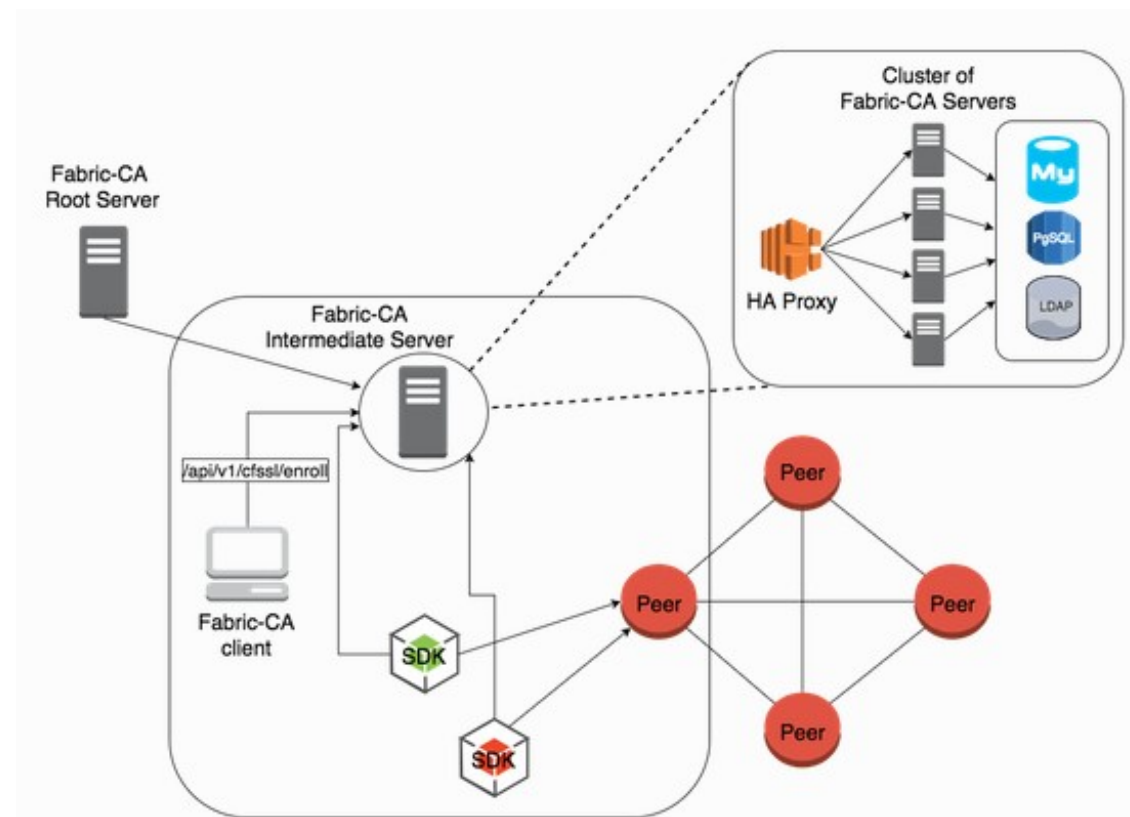 Cluster of
Fabric-CA Servers
My
PgSQL
LDAP
HA Proxy
Fabric-CA
Root Server
Fabric-CA
Intermediate Server
/api/v1/cfssl/enroll
Fabric-CA
client
SDK
SDK
Peer
Peer
Peer
Peer